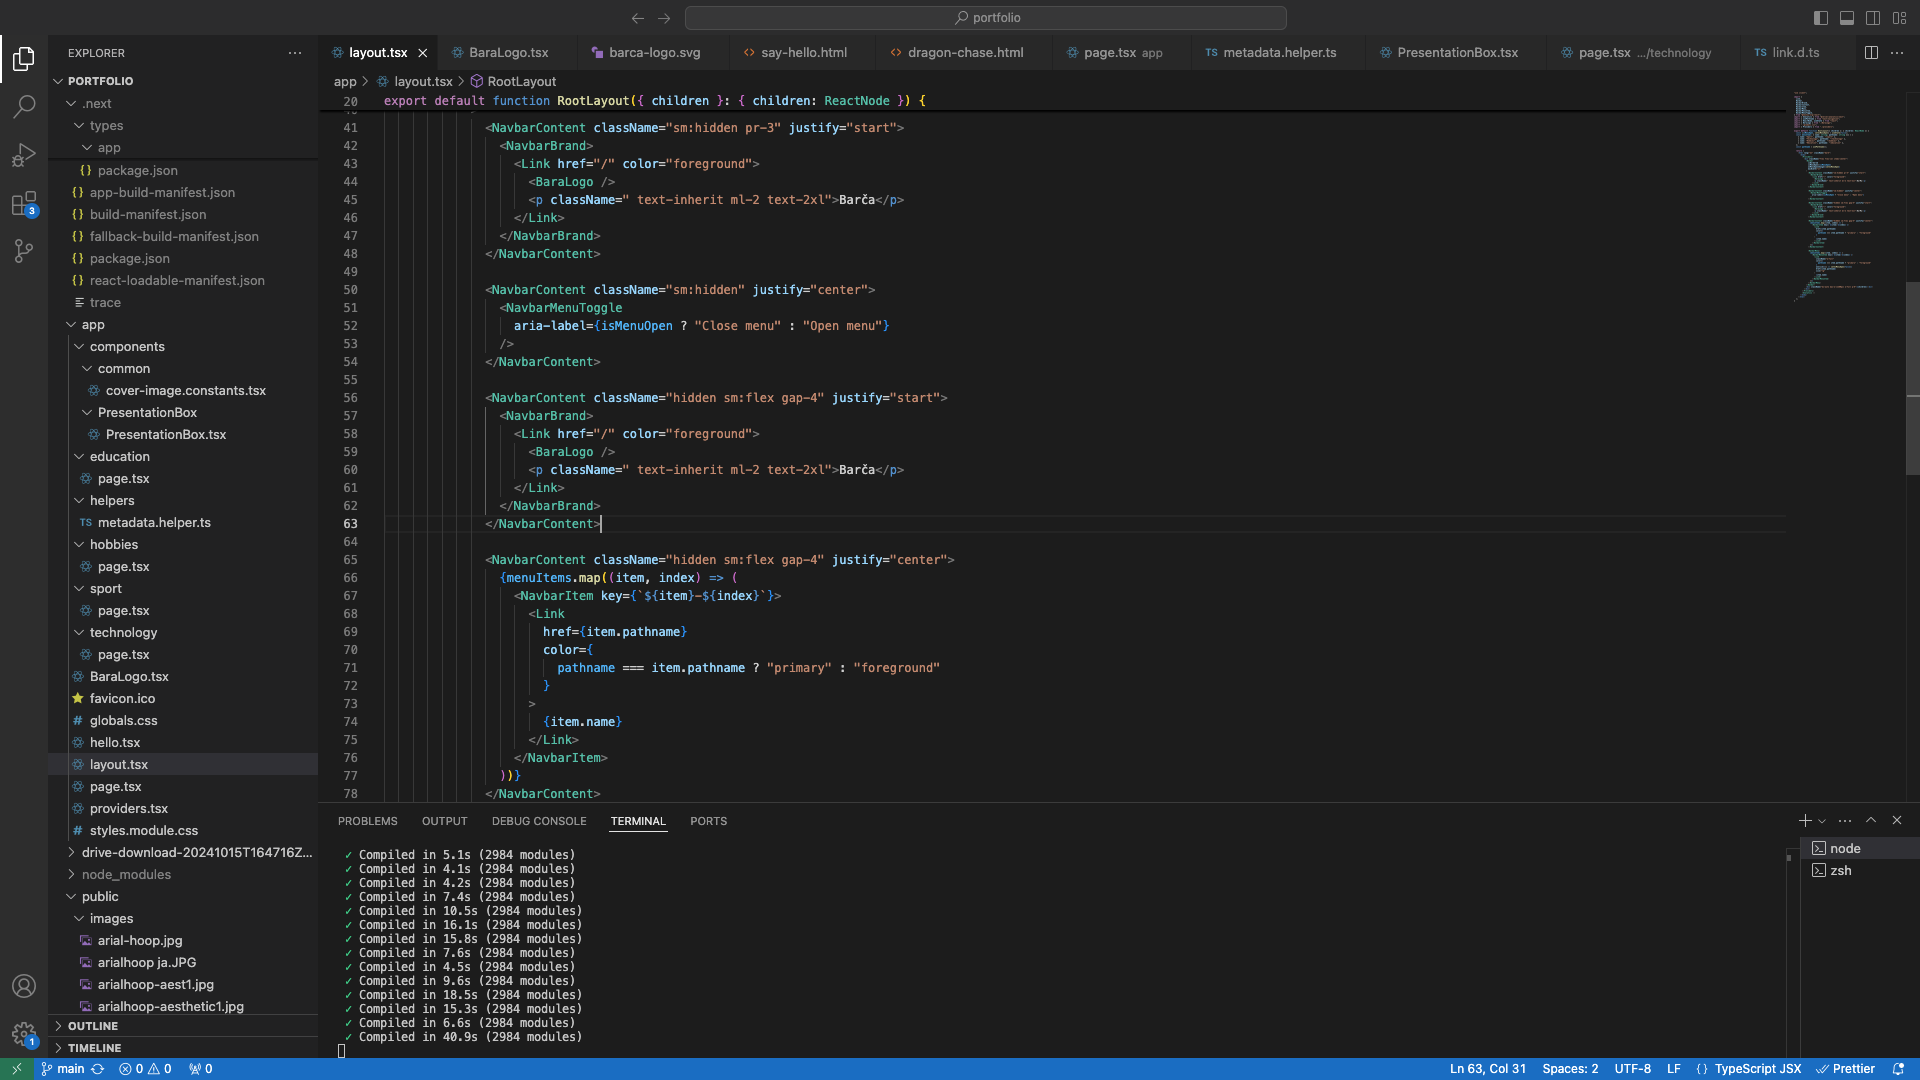 portfolio
EXPLORER
layout.tsx
BaraLogo.tsx
barca-logo.svg
say-hello.html
dragon-chase.html
page.tsx app
TS metadata.helper.ts
PresentationBox.tsx
page.tsx .../technology
TS link.d.ts
PORTFOLIO
.next
types
app
{} package.json
{} app-build-manifest.json
{} build-manifest.json
{} fallback-build-manifest.json
{} package.json
{} react-loadable-manifest.json
trace
app
components
common
cover-image.constants.tsx
PresentationBox
PresentationBox.tsx
education
page.tsx
helpers
TS metadata.helper.ts
hobbies
page.tsx
sport
page.tsx
technology
page.tsx
BaraLogo.tsx
favicon.ico
# globals.css
hello.tsx
layout.tsx
page.tsx
providers.tsx
# styles.module.css
drive-download-20241015T164716Z...
node_modules
public
images
arial-hoop.jpg
arialhoop ja.JPG
arialhoop-aest1.jpg
arialhoop-aesthetic1.jpg
OUTLINE
TIMELINE
3
1
app > layout.tsx > RootLayout
20 export default function RootLayout({ children }: { children: ReactNode }) {
41 <NavbarContent className="sm:hidden pr-3" justify="start">
42 <NavbarBrand>
43 <Link href="/" color="foreground">
44 <BaraLogo />
45 <p className=" text-inherit ml-2 text-2xl">Barča</p>
46 </Link>
47 </NavbarBrand>
48 </NavbarContent>
49
50 <NavbarContent className="sm:hidden" justify="center">
51 <NavbarMenuToggle
52 aria-label={isMenuOpen ? "Close menu" : "Open menu"}
53 />
54 </NavbarContent>
55
56 <NavbarContent className="hidden sm:flex gap-4" justify="start">
57 <NavbarBrand>
58 <Link href="/" color="foreground">
59 <BaraLogo />
60 <p className=" text-inherit ml-2 text-2xl">Barča</p>
61 </Link>
62 </NavbarBrand>
63 </NavbarContent>
64
65 <NavbarContent className="hidden sm:flex gap-4" justify="center">
66 {menuItems.map((item, index) => (
67 <NavbarItem key={`${item}-${index}`}>
68 <Link
69 href={item.pathname}
70 color={
71 pathname === item.pathname ? "primary" : "foreground"
72 }
73 >
74 {item.name}
75 </Link>
76 </NavbarItem>
77 ))}
78 </NavbarContent>
PROBLEMS OUTPUT DEBUG CONSOLE TERMINAL PORTS
✓ Compiled in 5.1s (2984 modules)
✓ Compiled in 4.1s (2984 modules)
✓ Compiled in 4.2s (2984 modules)
✓ Compiled in 7.4s (2984 modules)
✓ Compiled in 10.5s (2984 modules)
✓ Compiled in 16.1s (2984 modules)
✓ Compiled in 15.8s (2984 modules)
✓ Compiled in 7.6s (2984 modules)
✓ Compiled in 4.5s (2984 modules)
✓ Compiled in 9.6s (2984 modules)
✓ Compiled in 18.5s (2984 modules)
✓ Compiled in 15.3s (2984 modules)
✓ Compiled in 6.6s (2984 modules)
✓ Compiled in 40.9s (2984 modules)
node
zsh
main 0 0 0
Ln 63, Col 31 Spaces: 2 UTF-8 LF {} TypeScript JSX Prettier